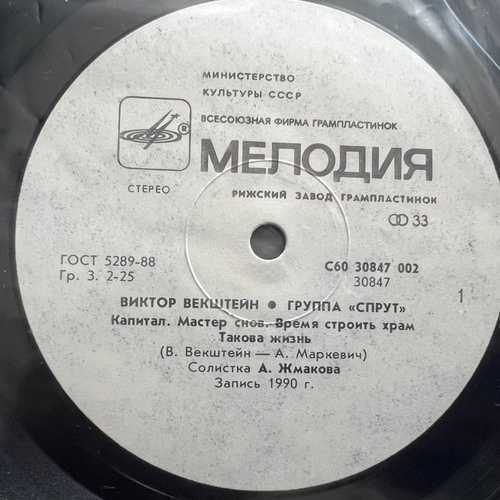 МИНИСТЕРСТВО
КУЛЬТУРЫ СССР
ВСЕСОЮЗНАЯ ФИРМА ГРАМПЛАСТИНОК
®
МЕЛОДИЯ
СТЕРЕО
РИЖСКИЙ ЗАВОД ГРАМПЛАСТИНОК
33
ГОСТ 5289-88
Гр. 3. 2-25
С60 30847 002
30847
1
ВИКТОР ВЕКШТЕЙН ● ГРУППА «СПРУТ»
Капитал. Мастер снов. Время строить храм
Такова жизнь
(В. Векштейн — А. Маркевич)
Солистка А. Жмакова
Запись 1990 г.